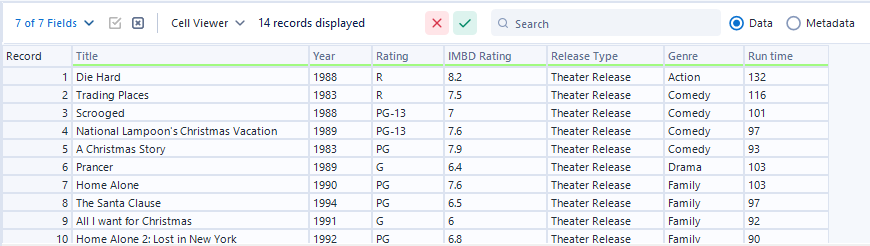 7 of 7 Fields Cell Viewer 14 records displayed Search Data Metadata
Record Title Year Rating IMBD Rating Release Type Genre Run time
1 Die Hard 1988 R 8.2 Theater Release Action 132
2 Trading Places 1983 R 7.5 Theater Release Comedy 116
3 Scrooged 1988 PG-13 7 Theater Release Comedy 101
4 National Lampoon's Christmas Vacation 1989 PG-13 7.6 Theater Release Comedy 97
5 A Christmas Story 1983 PG 7.9 Theater Release Comedy 93
6 Prancer 1989 G 6.4 Theater Release Drama 103
7 Home Alone 1990 PG 7.6 Theater Release Family 103
8 The Santa Clause 1994 PG 6.5 Theater Release Family 97
9 All I want for Christmas 1991 G 6 Theater Release Family 92
10 Home Alone 2: Lost in New York 1992 PG 6.8 Theater Release Family 90